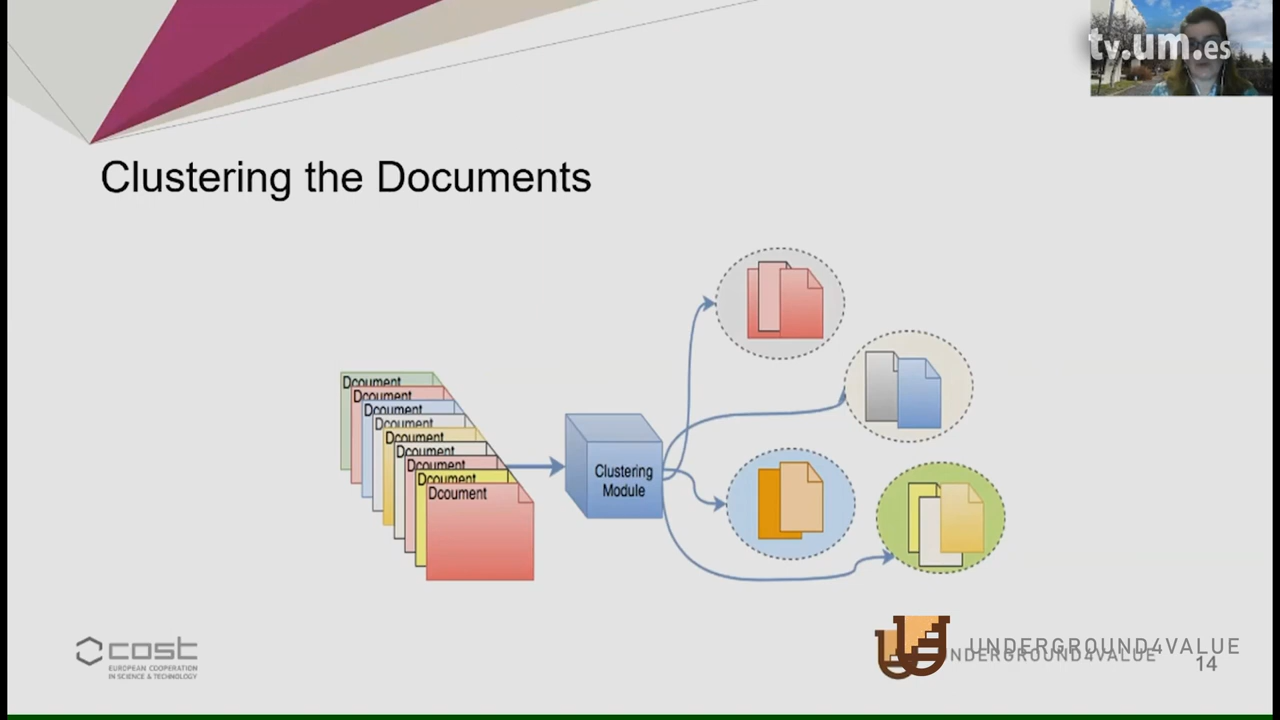 tv.um.es
Clustering the Documents
Dcoument
Dcoument
Dcoument
Dcoument
Dcoument
Dcoument
Dcoument
Dcoument
Dcoument
Clustering
Module
cost
EUROPEAN COOPERATION
IN SCIENCE & TECHNOLOGY
UNDERGROUND4VALUE
UNDERGROUND4VALUE
14